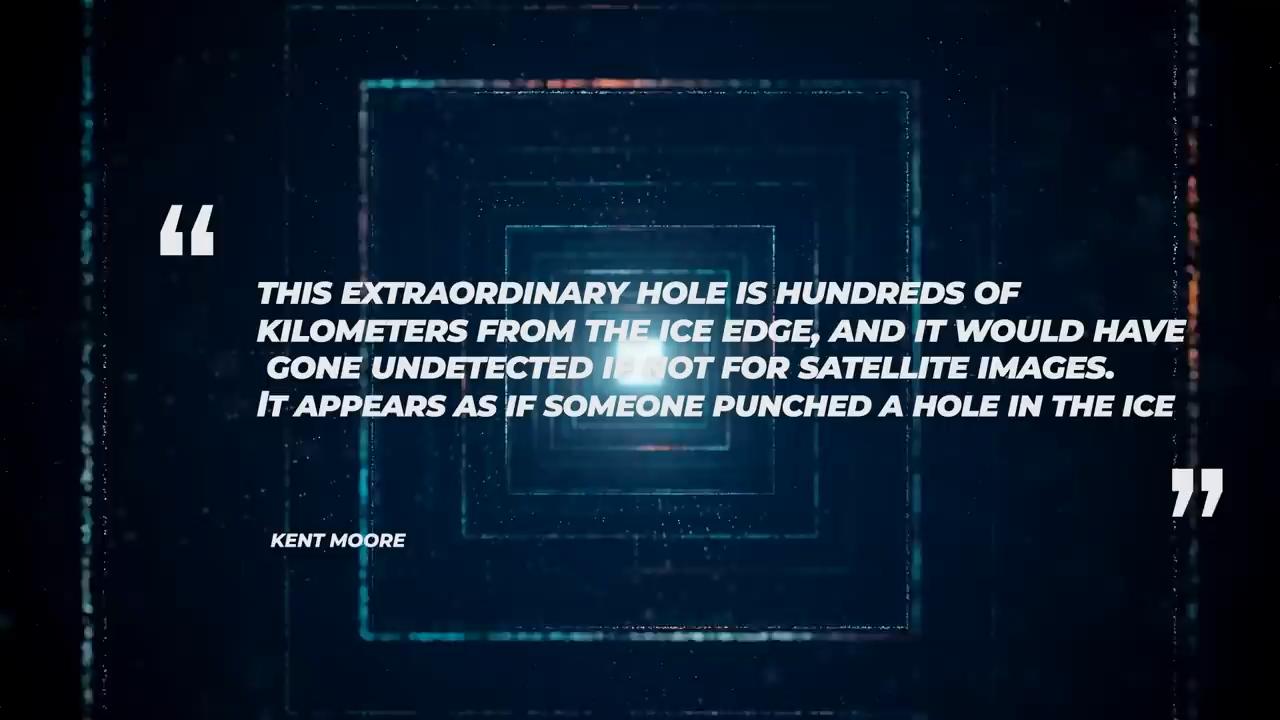 “
THIS EXTRAORDINARY HOLE IS HUNDREDS OF
KILOMETERS FROM THE ICE EDGE, AND IT WOULD HAVE
GONE UNDETECTED IF NOT FOR SATELLITE IMAGES.
IT APPEARS AS IF SOMEONE PUNCHED A HOLE IN THE ICE
”
KENT MOORE